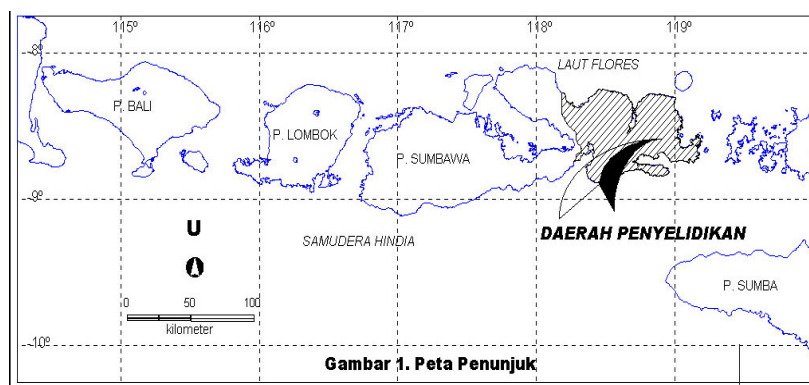 115º 116º 117º 118º 119º
-8º
LAUT FLORES
P. BALI
P. LOMBOK
P. SUMBAWA
-9º
U
DAERAH PENYELIDIKAN
SAMUDERA HINDIA
P. SUMBA
0 50 100
kilometer
-10º
Gambar 1. Peta Penunjuk